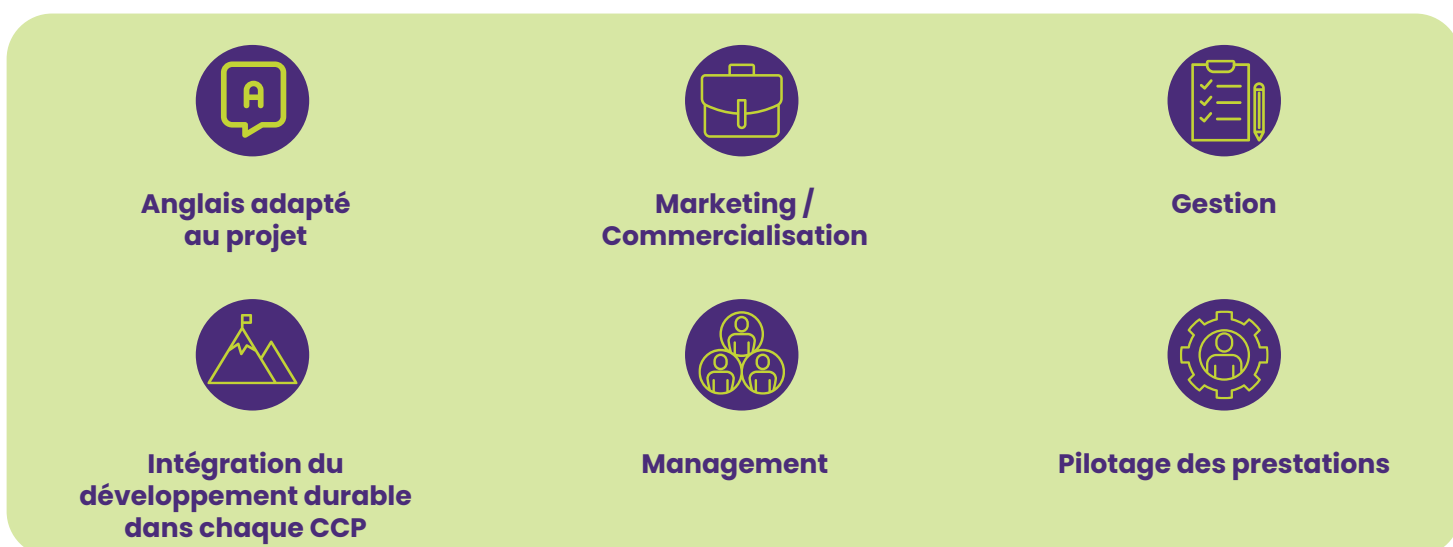 A
Anglais adapté
au projet
Marketing /
Commercialisation
Gestion
Intégration du
développement durable
dans chaque CCP
Management
Pilotage des prestations